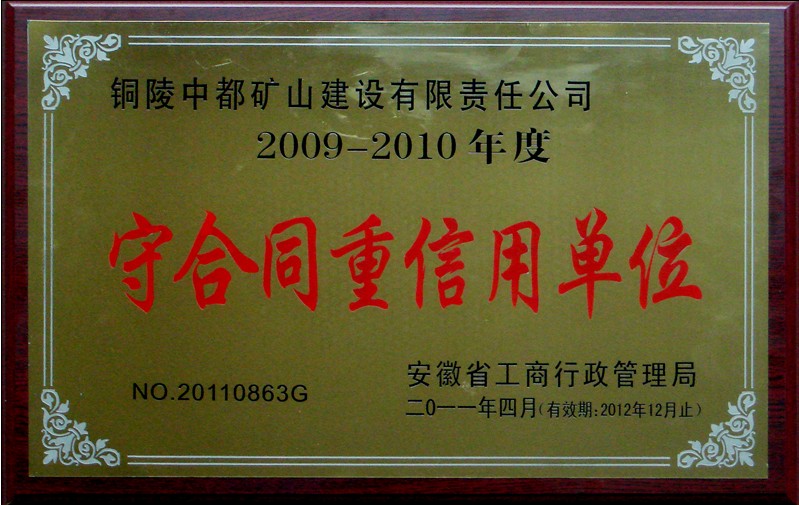 铜陵中都矿山建设有限责任公司
2009-2010年度
守合同重信用单位
NO.20110863G
安徽省工商行政管理局
二0一一年四月(有效期:2012年12月止)